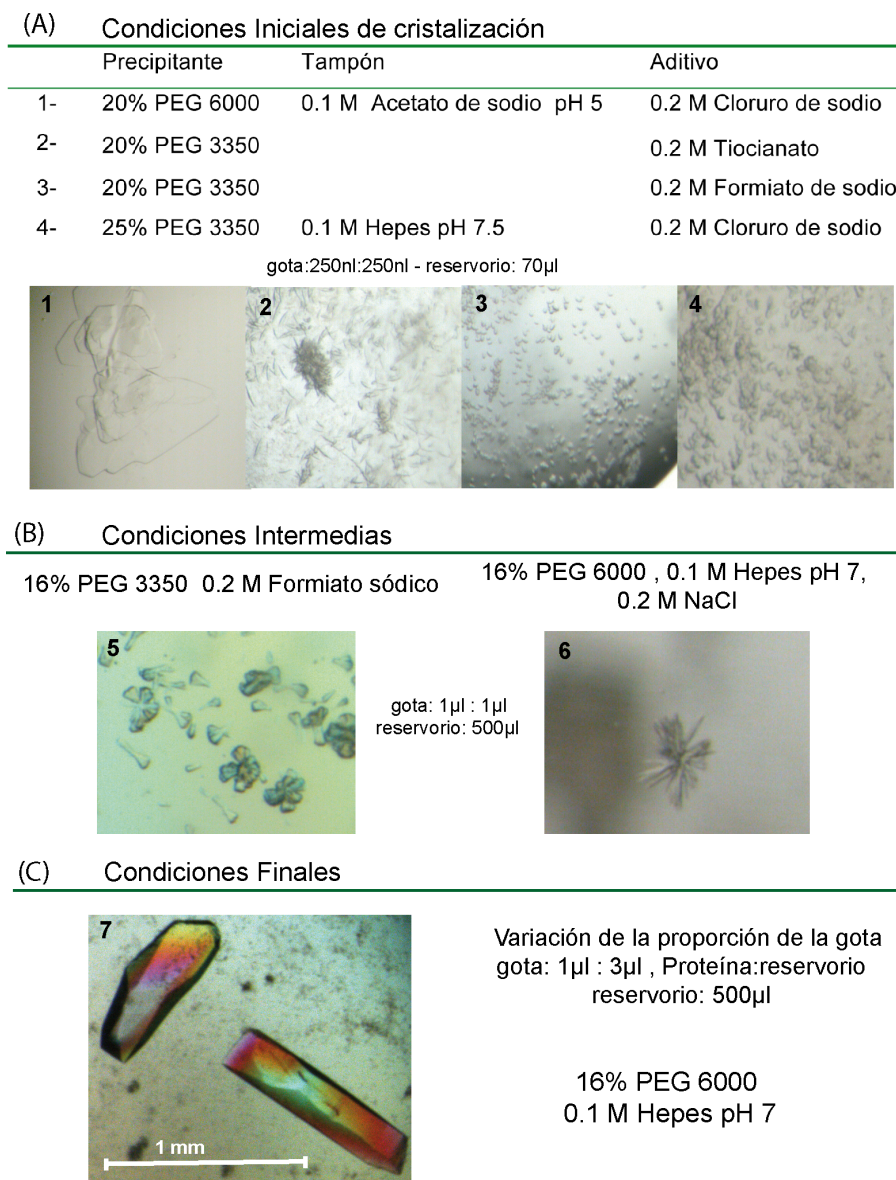 (A) Condiciones Iniciales de cristalización
Precipitante Tampón Aditivo
1- 20% PEG 6000 0.1 M Acetato de sodio pH 5 0.2 M Cloruro de sodio
2- 20% PEG 3350 0.2 M Tiocianato
3- 20% PEG 3350 0.2 M Formiato de sodio
4- 25% PEG 3350 0.1 M Hepes pH 7.5 0.2 M Cloruro de sodio
gota:250nl:250nl - reservorio: 70µl
1 2 3 4
(B) Condiciones Intermedias
16% PEG 3350 0.2 M Formiato sódico
16% PEG 6000 , 0.1 M Hepes pH 7,
0.2 M NaCl
5
gota: 1µl : 1µl
reservorio: 500µl
6
(C) Condiciones Finales
7
1 mm
Variación de la proporción de la gota
gota: 1µl : 3µl , Proteína:reservorio
reservorio: 500µl
16% PEG 6000
0.1 M Hepes pH 7